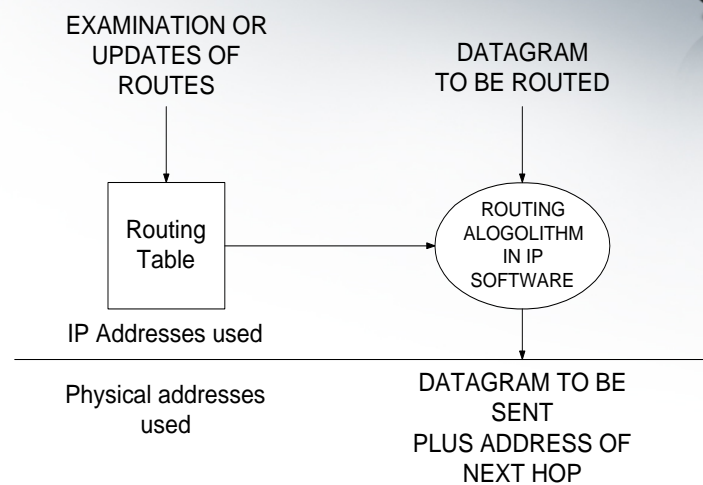 EXAMINATION OR
UPDATES OF
ROUTES
DATAGRAM
TO BE ROUTED
Routing
Table
ROUTING
ALOGOLITHM
IN IP
SOFTWARE
IP Addresses used
Physical addresses
used
DATAGRAM TO BE
SENT
PLUS ADDRESS OF
NEXT HOP